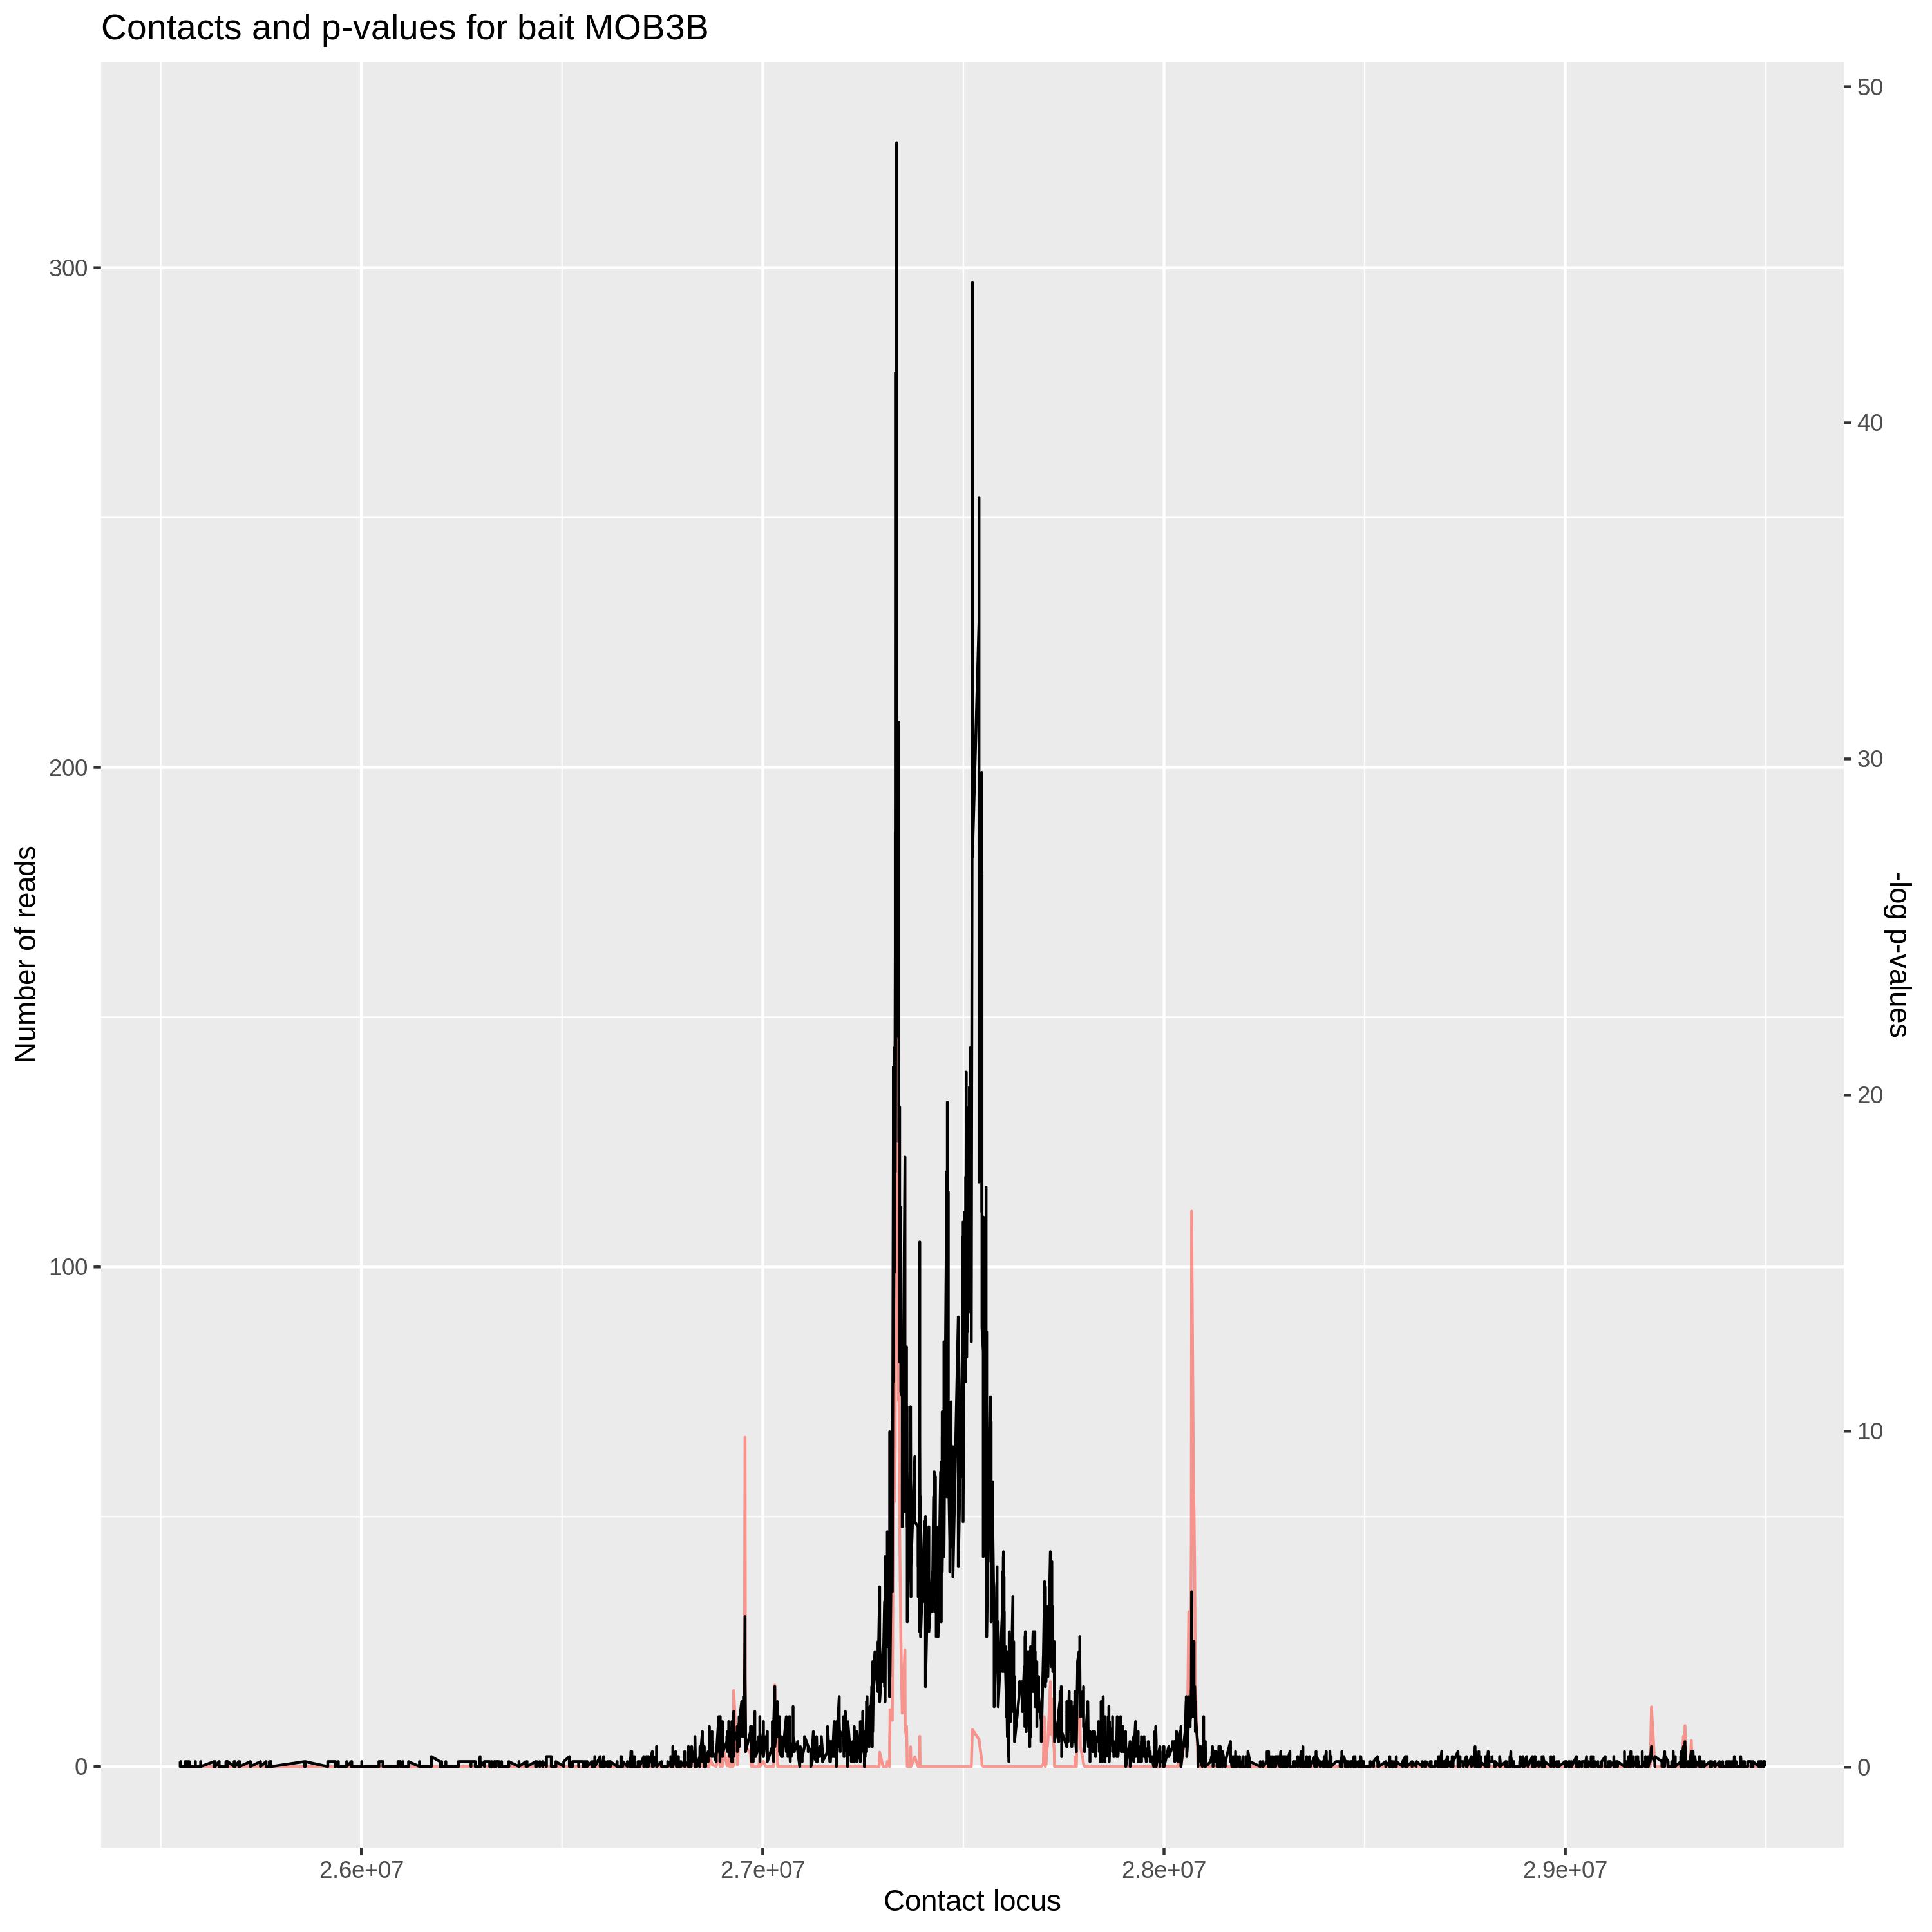 Contacts and p-values for bait MOB3B
Number of reads
300
200
100
0
50
40
30
20
10
0
-log p-values
2.6e+07 2.7e+07 2.8e+07 2.9e+07
Contact locus